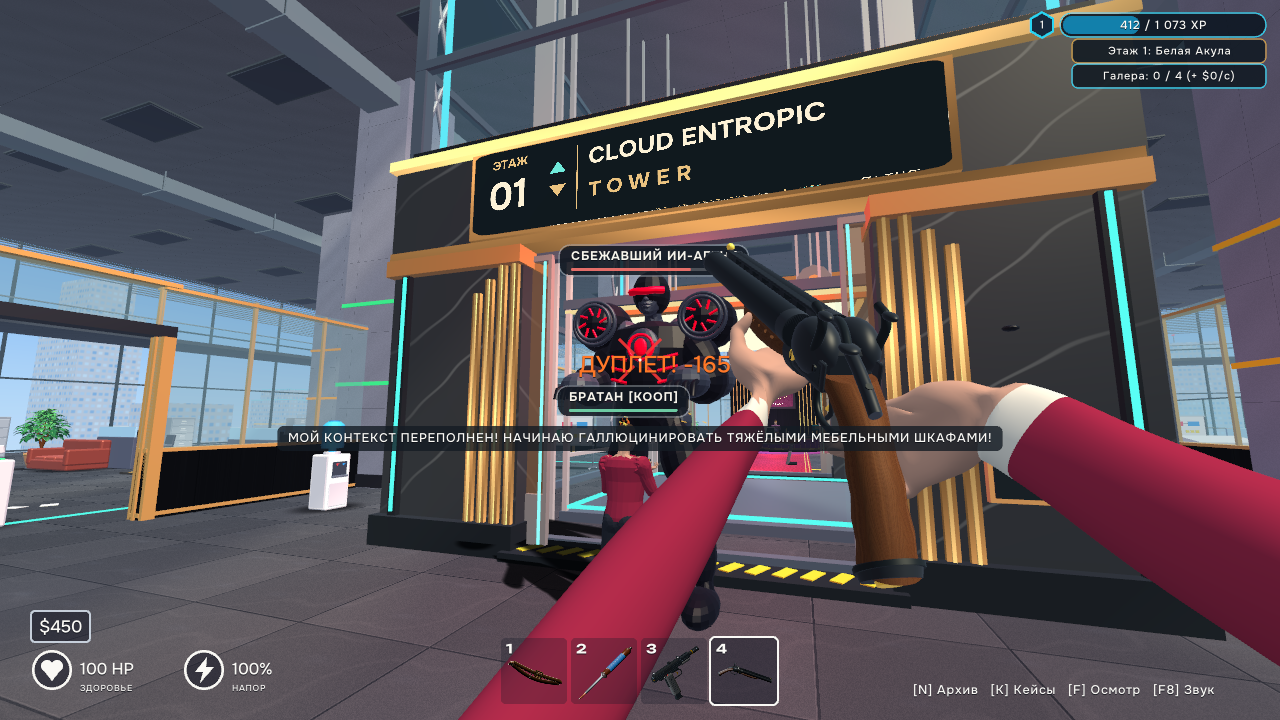 1
412 / 1 073 XP
Этаж 1: Белая Акула
Галера: 0 / 4 (+ $0/с)
ЭТАЖ
01
CLOUD ENTROPIC
TOWER
СБЕЖАВШИЙ
ДУПЛЕТ! -165
БРАТАН [КООП]
МОЙ КОНТЕКСТ ПЕРЕПОЛНЕН! НАЧИНАЮ ГАЛЛЮЦИНИРОВАТЬ ТЯЖЁЛЫМИ МЕБЕЛЬНЫМИ ШКАФАМИ!
$450
100 HP
ЗДОРОВЬЕ
100%
НАПОР
1
2
3
4
[N] Архив [K] Кейсы [F] Осмотр [F8] Звук